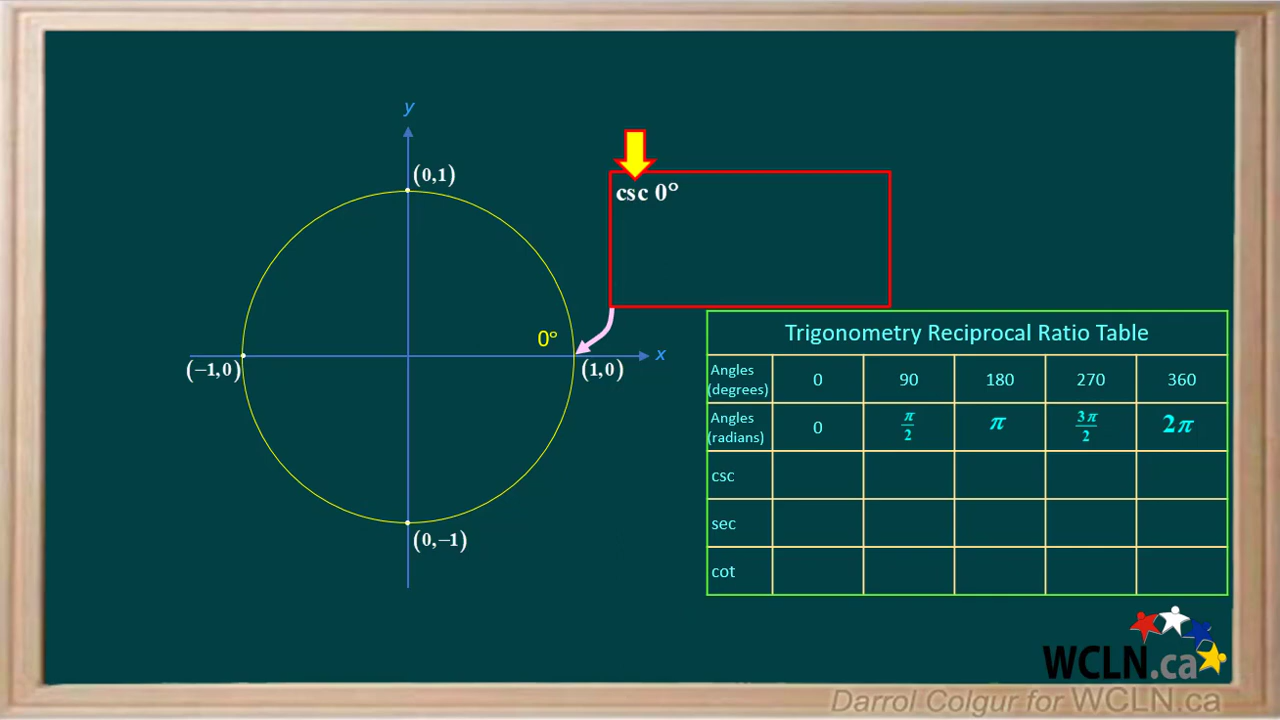 y
(0,1)
csc 0°
0°
x
(−1,0)
(1,0)
(0,−1)
Trigonometry Reciprocal Ratio Table
Angles (degrees) 0 90 180 270 360
Angles (radians) 0 π/2 π 3π/2 2π
csc
sec
cot
WCLN.ca
Darrol Colgur for WCLN.ca